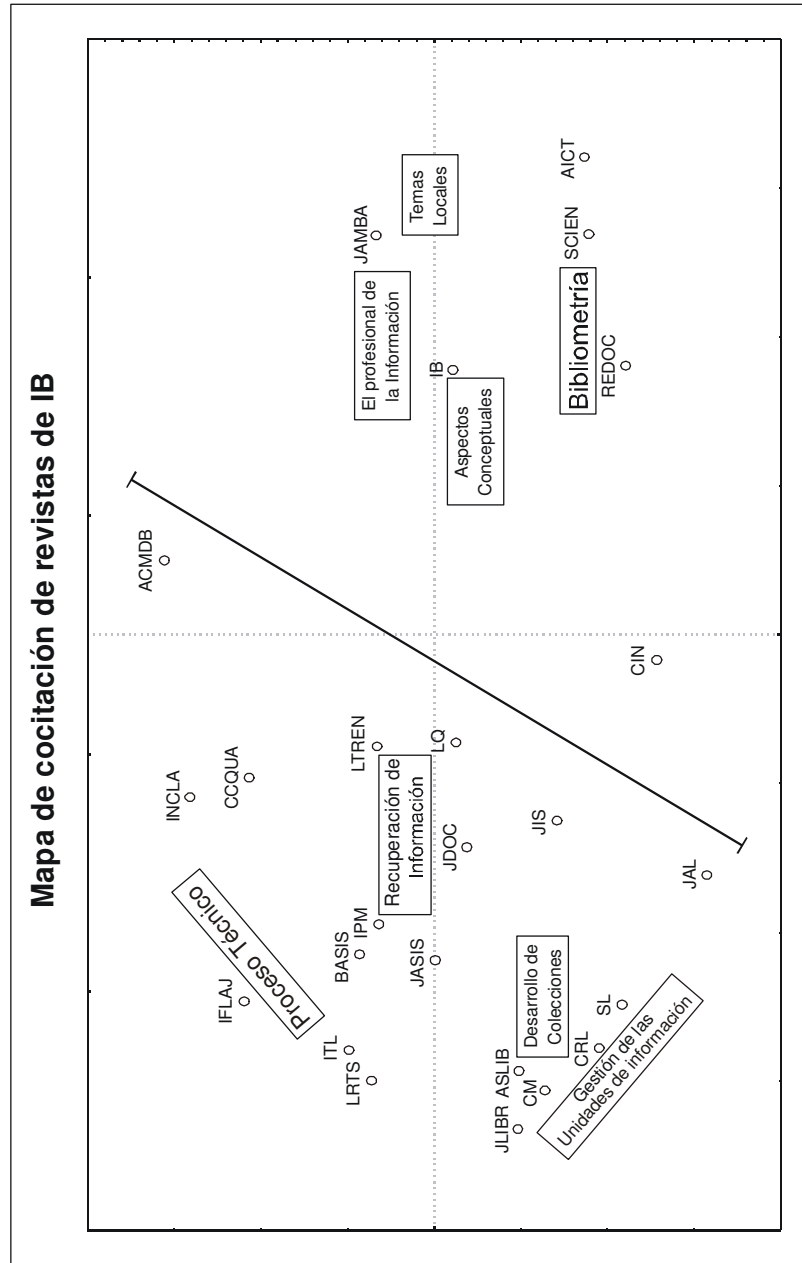 Mapa de cocitación de revistas de IB
ACMDB
INCLA
CCQUA
Proceso Técnico
IFLAJ
ITL
LRTS
BASIS
IPM
LTREN
Recuperación de
Información
LQ
JDOC
JASIS
JIS
CIN
JAL
Desarrollo de
Colecciones
SL
CRL
ASLIB
CM
JLIBR
Gestión de las
Unidades de información
JAMBA
El profesional de
la Información
Temas
Locales
IB
Aspectos
Conceptuales
AICT
SCIEN
Bibliometría
REDOC